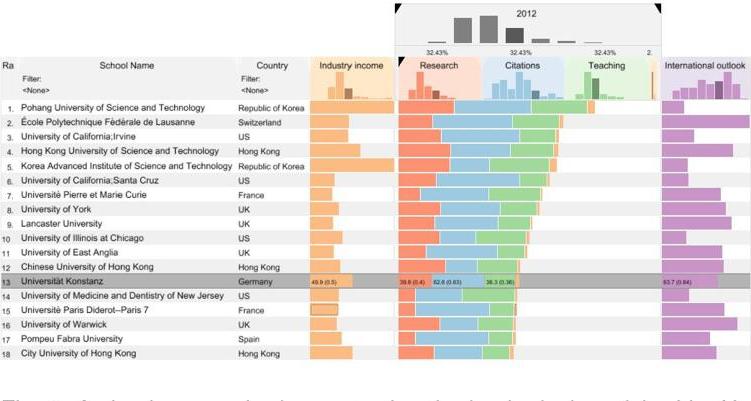 2012
32.43% 32.43% 32.43% 2.
Ra School Name Country Industry income Research Citations Teaching International outlook
Filter: Filter:
<None> <None>
1. Pohang University of Science and Technology Republic of Korea
2. École Polytechnique Fédérale de Lausanne Switzerland
3. University of California;Irvine US
4. Hong Kong University of Science and Technology Hong Kong
5. Korea Advanced Institute of Science and Technology Republic of Korea
6. University of California;Santa Cruz US
7. Université Pierre et Marie Curie France
8. University of York UK
9. Lancaster University UK
10 University of Illinois at Chicago US
11 University of East Anglia UK
12 Chinese University of Hong Kong Hong Kong
13 Universität Konstanz Germany 49.9 (0.5) 39.8 (0.4) 62.6 (0.63) 36.3 (0.36) 63.7 (0.64)
14 University of Medicine and Dentistry of New Jersey US
15 Université Paris Diderot–Paris 7 France
16 University of Warwick UK
17 Pompeu Fabra University Spain
18 City University of Hong Kong Hong Kong